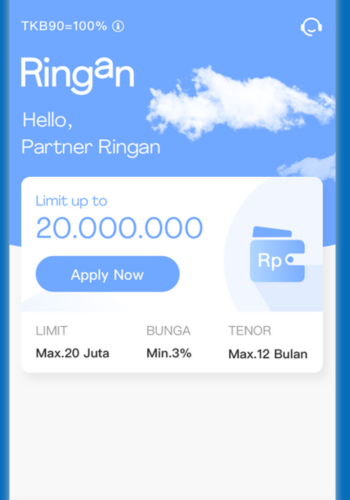 TKB90=100%
Ringan
Hello,
Partner Ringan
Limit up to
20.000.000
Apply Now
Rp
LIMIT BUNGA TENOR
Max.20 Juta Min.3% Max.12 Bulan